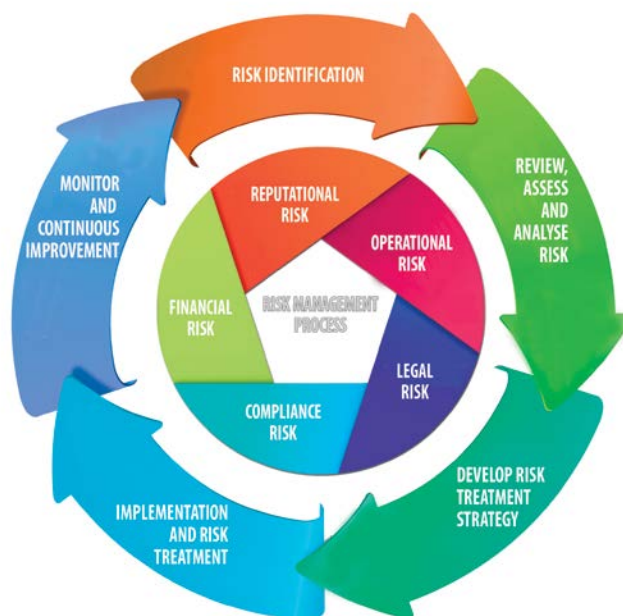 RISK IDENTIFICATION
REVIEW,
ASSESS
AND
ANALYSE
RISK
DEVELOP RISK
TREATMENT
STRATEGY
IMPLEMENTATION
AND RISK
TREATMENT
MONITOR
AND
CONTINUOUS
IMPROVEMENT
REPUTATIONAL
RISK
OPERATIONAL
RISK
LEGAL
RISK
COMPLIANCE
RISK
FINANCIAL
RISK
RISK MANAGEMENT
PROCESS